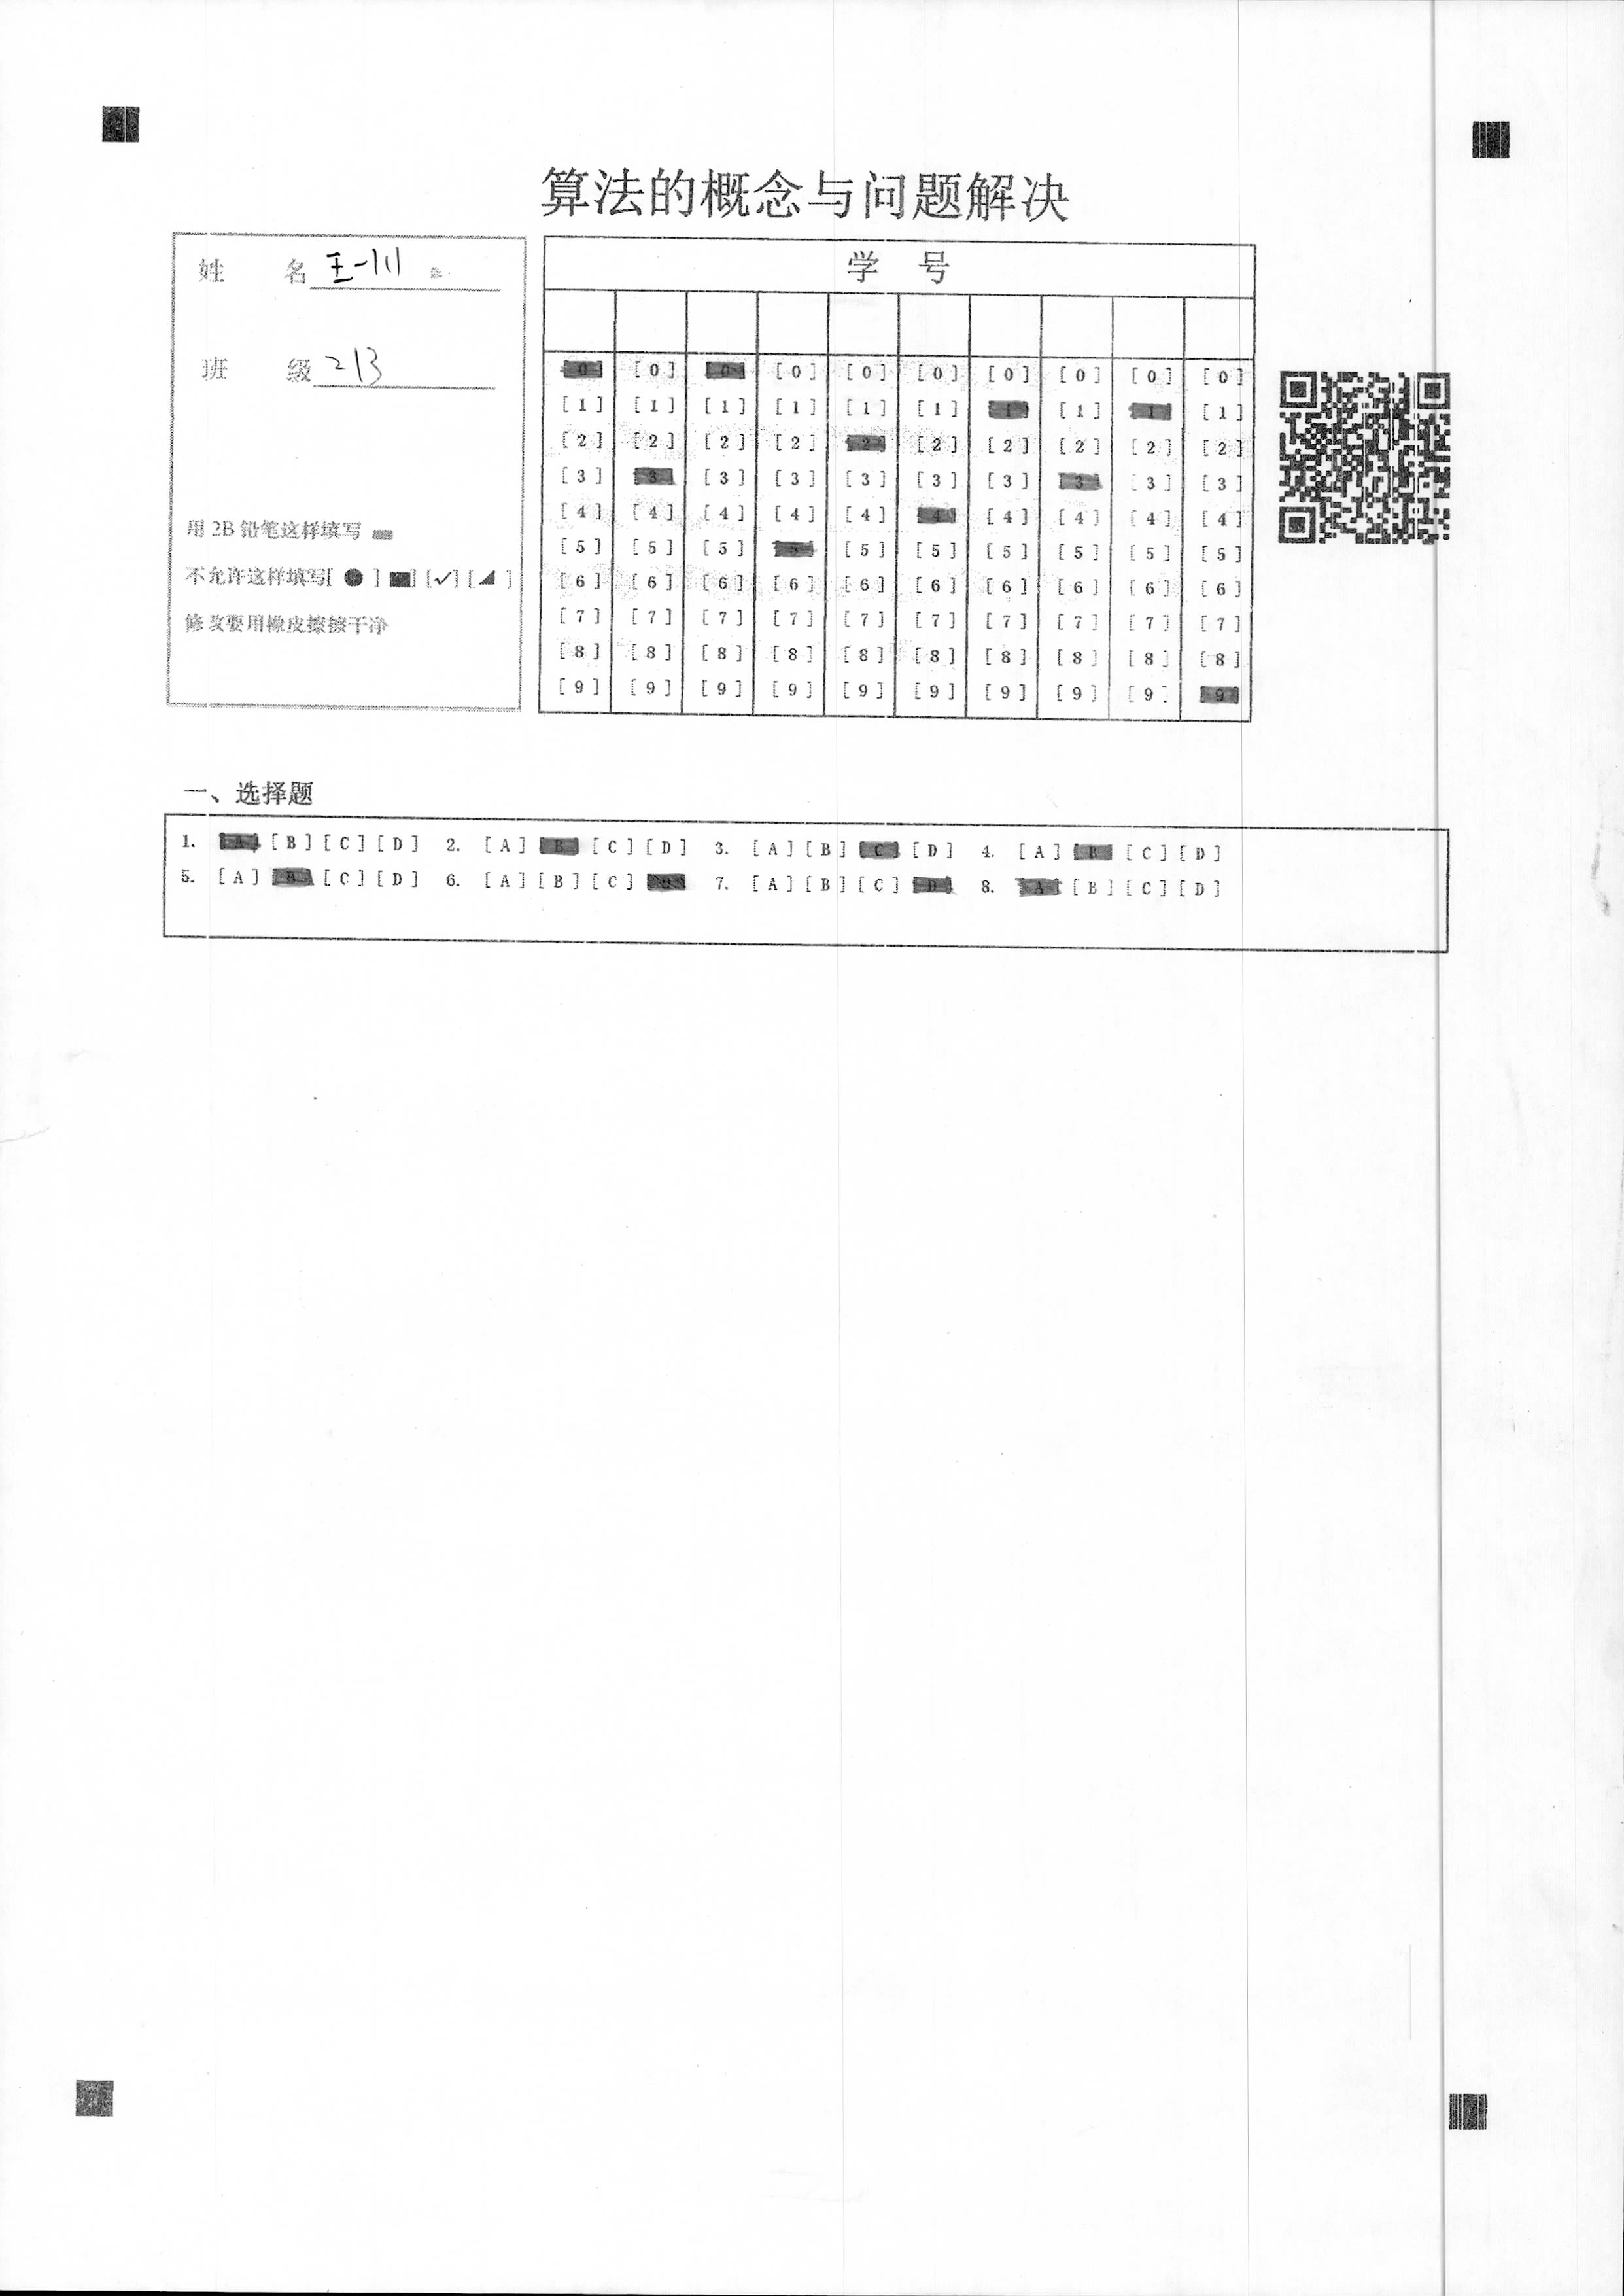 算法的概念与问题解决
姓 名 王一川
班 级 213
用2B铅笔这样填写
不允许这样填写[ ● ] [■] [✓] [◢ ]
修改要用橡皮擦擦干净
学 号
[0] [0] [0] [0] [0] [0] [0] [0] [0] [0]
[1] [1] [1] [1] [1] [1] [1] [1] [1] [1]
[2] [2] [2] [2] [2] [2] [2] [2] [2] [2]
[3] [3] [3] [3] [3] [3] [3] [3] [3] [3]
[4] [4] [4] [4] [4] [4] [4] [4] [4] [4]
[5] [5] [5] [5] [5] [5] [5] [5] [5] [5]
[6] [6] [6] [6] [6] [6] [6] [6] [6] [6]
[7] [7] [7] [7] [7] [7] [7] [7] [7] [7]
[8] [8] [8] [8] [8] [8] [8] [8] [8] [8]
[9] [9] [9] [9] [9] [9] [9] [9] [9] [9]
一、选择题
1. [A] [B] [C] [D] 2. [A] [B] [C] [D] 3. [A] [B] [C] [D] 4. [A] [B] [C] [D]
5. [A] [B] [C] [D] 6. [A] [B] [C] [D] 7. [A] [B] [C] [D] 8. [A] [B] [C] [D]